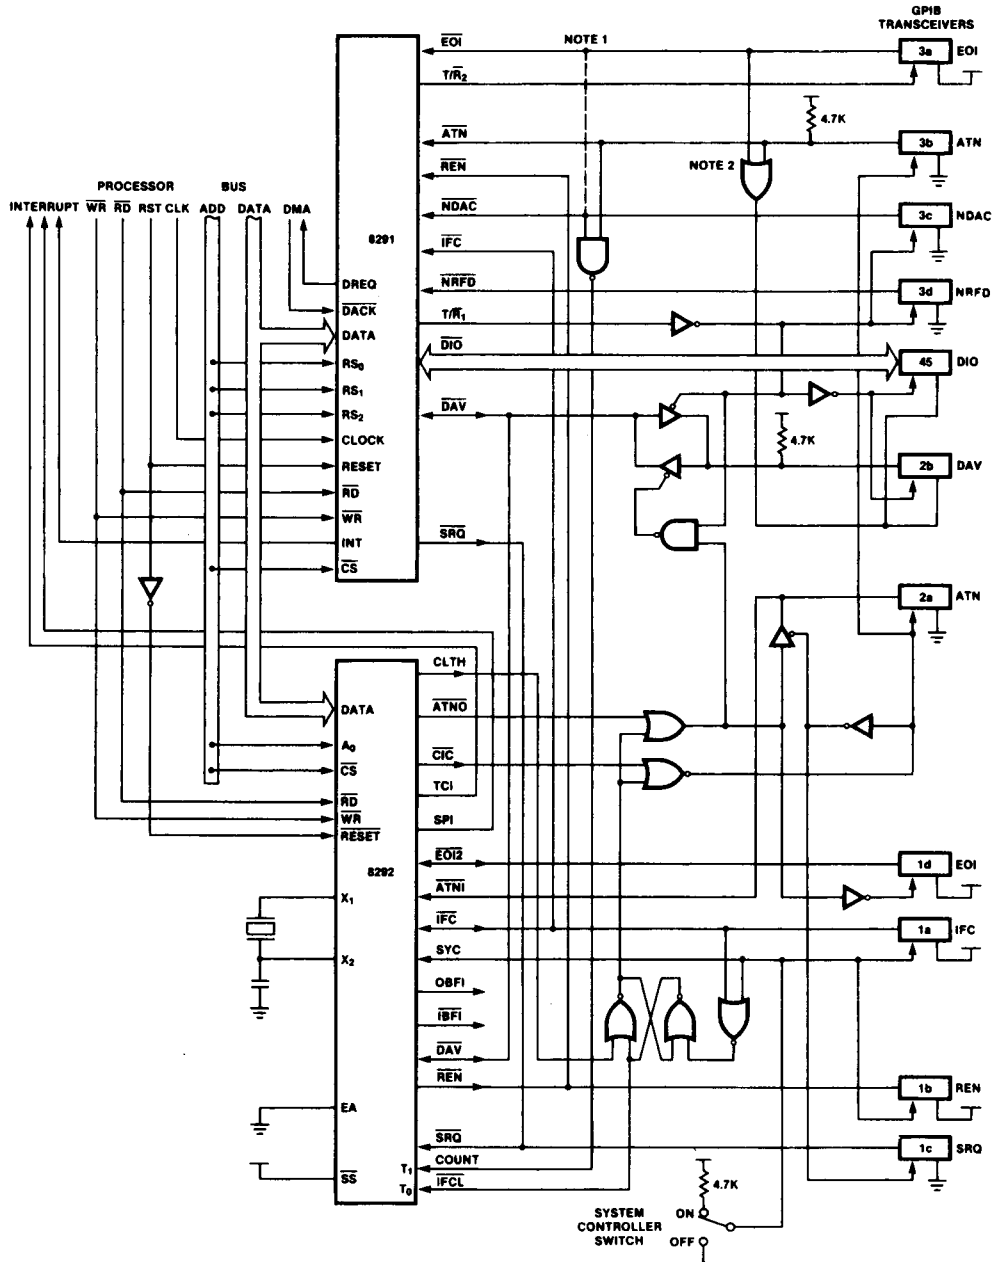 GPIB
TRANSCEIVERS
NOTE 1
EOI
3a
EOI
T/R̅2
4.7K
ATN
3b
ATN
PROCESSOR
BUS
REN
NOTE 2
INTERRUPT
WR
RD
RST
CLK
ADD
DATA
DMA
NDAC
3c
NDAC
8291
IFC
DREQ
NRFD
3d
NRFD
DACK
T/R̅1
DATA
DIO
45
DIO
RS0
RS1
RS2
DAV
CLOCK
4.7K
RESET
2b
DAV
RD
WR
INT
SRQ
CS
2a
ATN
CLTH
DATA
ATNO
A0
CIC
CS
TCI
RD
WR
SPI
RESET
EOI2
1d
EOI
8292
ATNI
X1
IFC
1a
IFC
X2
SYC
OBFI
IBFI
DAV
REN
1b
REN
EA
SRQ
1c
SRQ
T1
COUNT
SS
T0
IFCL
4.7K
SYSTEM
CONTROLLER
SWITCH
ON
OFF